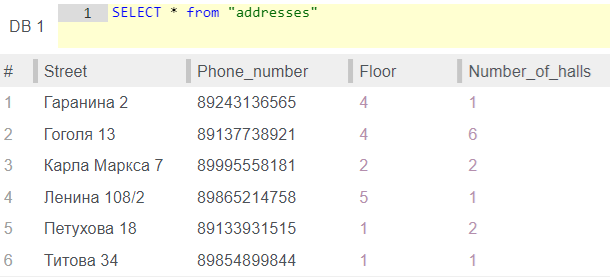 DB 1 1 SELECT * from "addresses"
# Street Phone_number Floor Number_of_halls
1 Гаранина 2 89243136565 4 1
2 Гоголя 13 89137738921 4 6
3 Карла Маркса 7 89995558181 2 2
4 Ленина 108/2 89865214758 5 1
5 Петухова 18 89133931515 1 2
6 Титова 34 89854899844 1 1